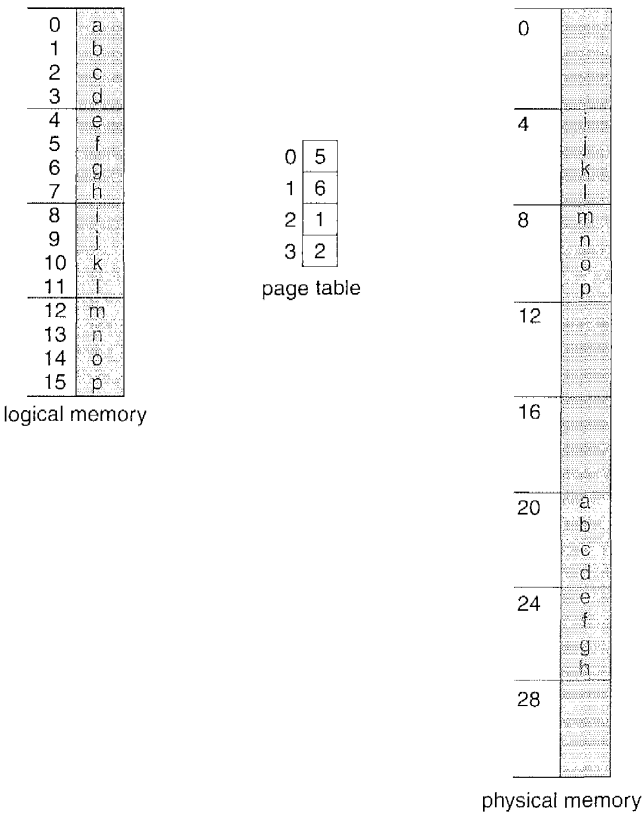 0 a
1 b
2 c
3 d
4 e
5 f
6 g
7 h
8 i
9 j
10 k
11 l
12 m
13 n
14 o
15 p
logical memory
0 5
1 6
2 1
3 2
page table
0
4 i
j
k
l
8 m
n
o
p
12
16
20 a
b
c
d
24 e
f
g
h
28
physical memory